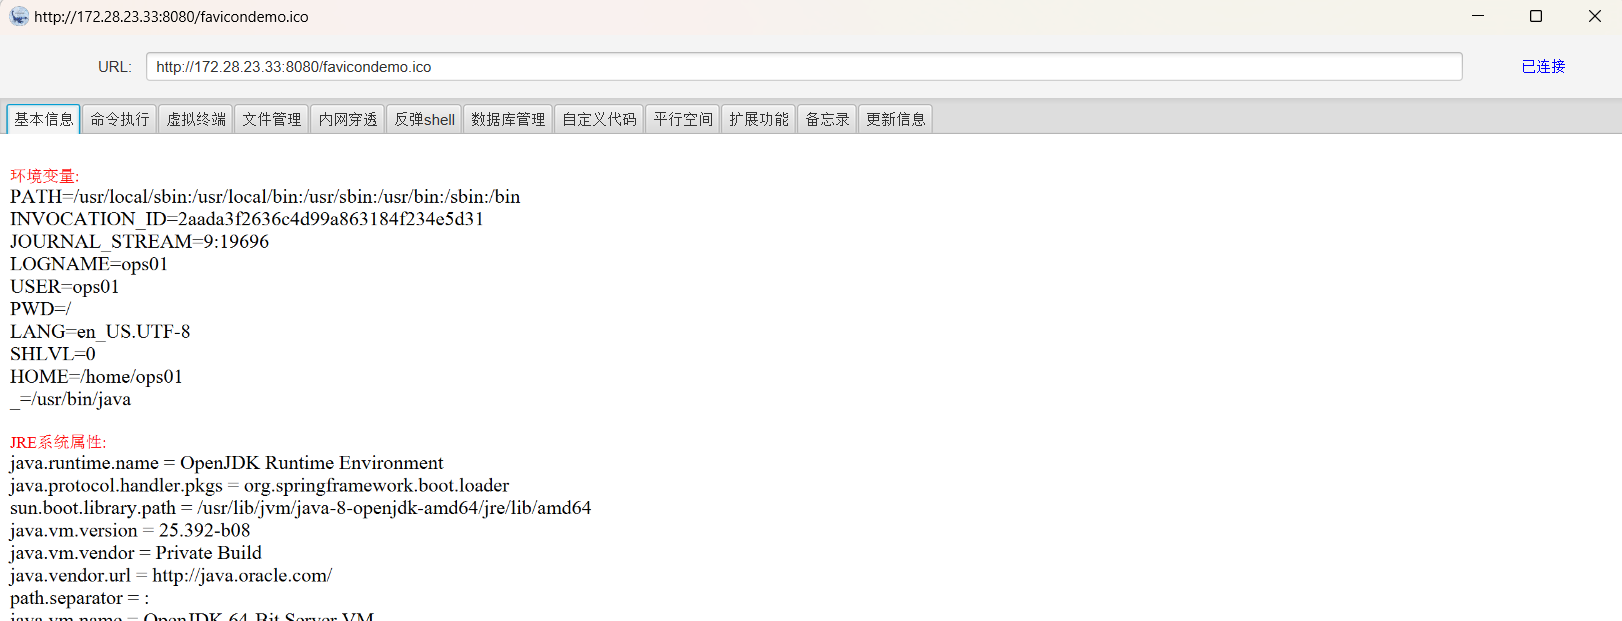 http://172.28.23.33:8080/favicondemo.ico
URL: http://172.28.23.33:8080/favicondemo.ico 已连接
基本信息 命令执行 虚拟终端 文件管理 内网穿透 反弹shell 数据库管理 自定义代码 平行空间 扩展功能 备忘录 更新信息
环境变量:
PATH=/usr/local/sbin:/usr/local/bin:/usr/sbin:/usr/bin:/sbin:/bin
INVOCATION_ID=2aada3f2636c4d99a863184f234e5d31
JOURNAL_STREAM=9:19696
LOGNAME=ops01
USER=ops01
PWD=/
LANG=en_US.UTF-8
SHLVL=0
HOME=/home/ops01
_=/usr/bin/java
JRE系统属性:
java.runtime.name = OpenJDK Runtime Environment
java.protocol.handler.pkgs = org.springframework.boot.loader
sun.boot.library.path = /usr/lib/jvm/java-8-openjdk-amd64/jre/lib/amd64
java.vm.version = 25.392-b08
java.vm.vendor = Private Build
java.vendor.url = http://java.oracle.com/
path.separator = :
java.vm.name = OpenJDK 64-Bit Server VM